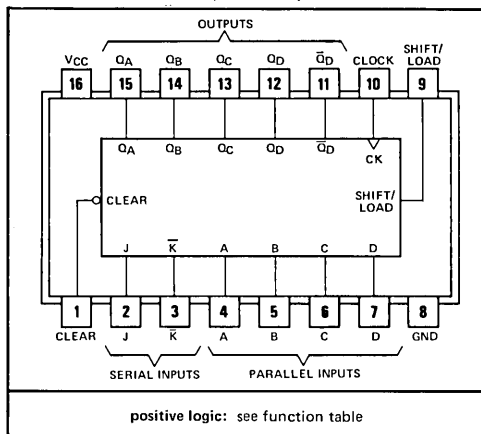 OUTPUTS
VCC QA QB QC QD Q̄D CLOCK SHIFT/
LOAD
16 15 14 13 12 11 10 9
QA QB QC QD Q̄D CK
CLEAR
SHIFT/
LOAD
J K̄ A B C D
1 2 3 4 5 6 7 8
CLEAR J K̄ A B C D GND
SERIAL INPUTS PARALLEL INPUTS
positive logic: see function table